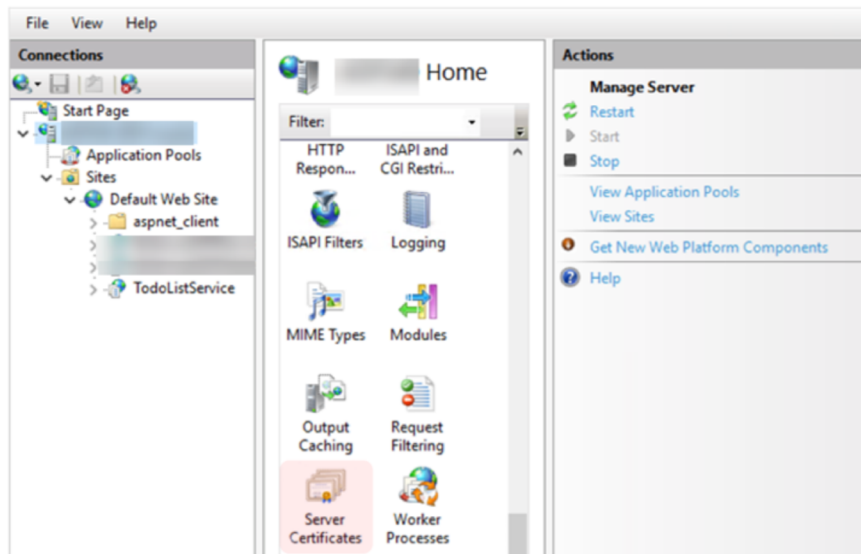 File View Help
Connections
Start Page
Application Pools
Sites
Default Web Site
aspnet_client
TodoListService
Home
Filter:
HTTP
Respon...
ISAPI and
CGI Restri...
ISAPI Filters
Logging
MIME Types
Modules
Output
Caching
Request
Filtering
Server
Certificates
Worker
Processes
Actions
Manage Server
Restart
Start
Stop
View Application Pools
View Sites
Get New Web Platform Components
Help